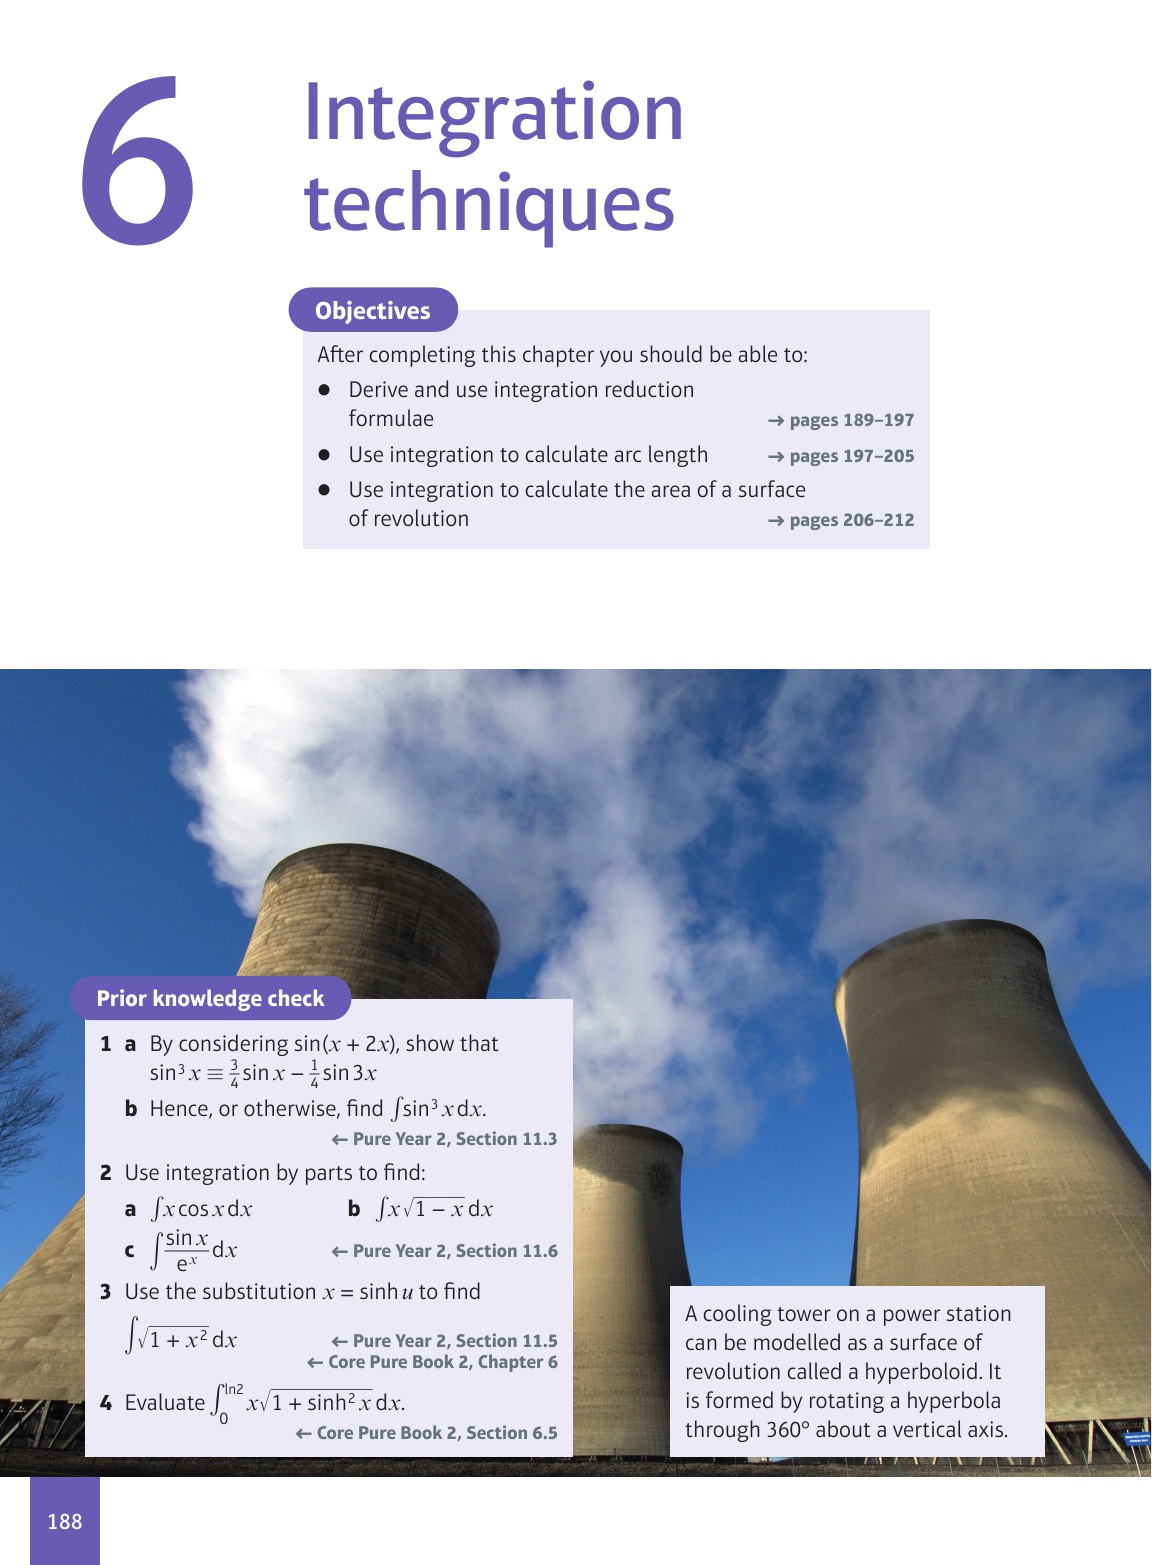 6
Integration
techniques
Objectives
After completing this chapter you should be able to:
● Derive and use integration reduction
formulae → pages 189–197
● Use integration to calculate arc length → pages 197–205
● Use integration to calculate the area of a surface
of revolution → pages 206–212
Prior knowledge check
1 a By considering sin(x + 2x), show that
sin³ x ≡ 3/4 sin x − 1/4 sin 3x
b Hence, or otherwise, find ∫sin³ x dx.
← Pure Year 2, Section 11.3
2 Use integration by parts to find:
a ∫x cos x dx b ∫x√(1 − x) dx
c ∫ sin x / eˣ dx ← Pure Year 2, Section 11.6
3 Use the substitution x = sinh u to find
∫√(1 + x²) dx ← Pure Year 2, Section 11.5
← Core Pure Book 2, Chapter 6
4 Evaluate ∫₀^ln2 x√(1 + sinh² x) dx.
← Core Pure Book 2, Section 6.5
A cooling tower on a power station
can be modelled as a surface of
revolution called a hyperboloid. It
is formed by rotating a hyperbola
through 360° about a vertical axis.
188